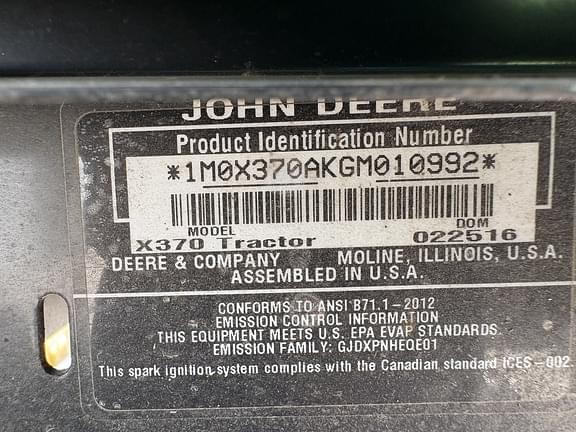 JOHN DEERE
Product Identification Number
*1M0X370AKGM010992*
MODEL DOM
X370 Tractor 022516
DEERE & COMPANY MOLINE, ILLINOIS, U.S.A.
ASSEMBLED IN U.S.A.
CONFORMS TO ANSI B71.1-2012
EMISSION CONTROL INFORMATION
THIS EQUIPMENT MEETS U.S. EPA EVAP STANDARDS
EMISSION FAMILY: GJDXPNHEQE01
This spark ignition system complies with the Canadian standard ICES-002.